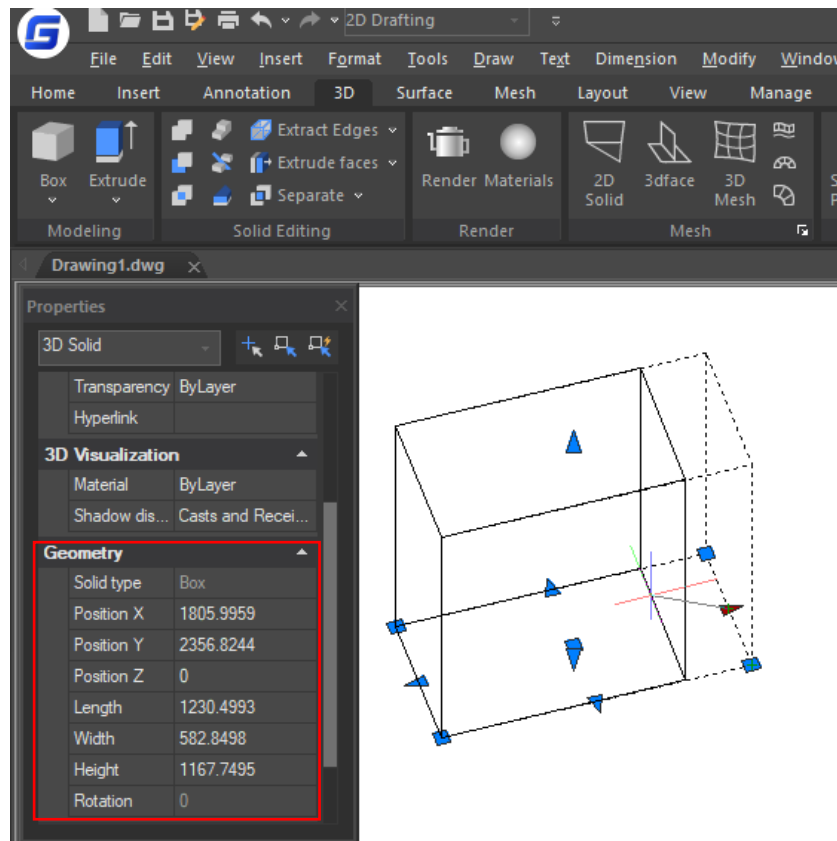 G
2D Drafting
File Edit View Insert Format Tools Draw Text Dimension Modify Window
Home Insert Annotation 3D Surface Mesh Layout View Manage
Extract Edges
Extrude faces
Separate
Box Extrude
Render Materials
2D Solid 3dface 3D Mesh
S
P
Modeling Solid Editing Render Mesh
Drawing1.dwg
Properties
3D Solid
Transparency ByLayer
Hyperlink
3D Visualization
Material ByLayer
Shadow dis... Casts and Recei...
Geometry
Solid type Box
Position X 1805.9959
Position Y 2356.8244
Position Z 0
Length 1230.4993
Width 582.8498
Height 1167.7495
Rotation 0